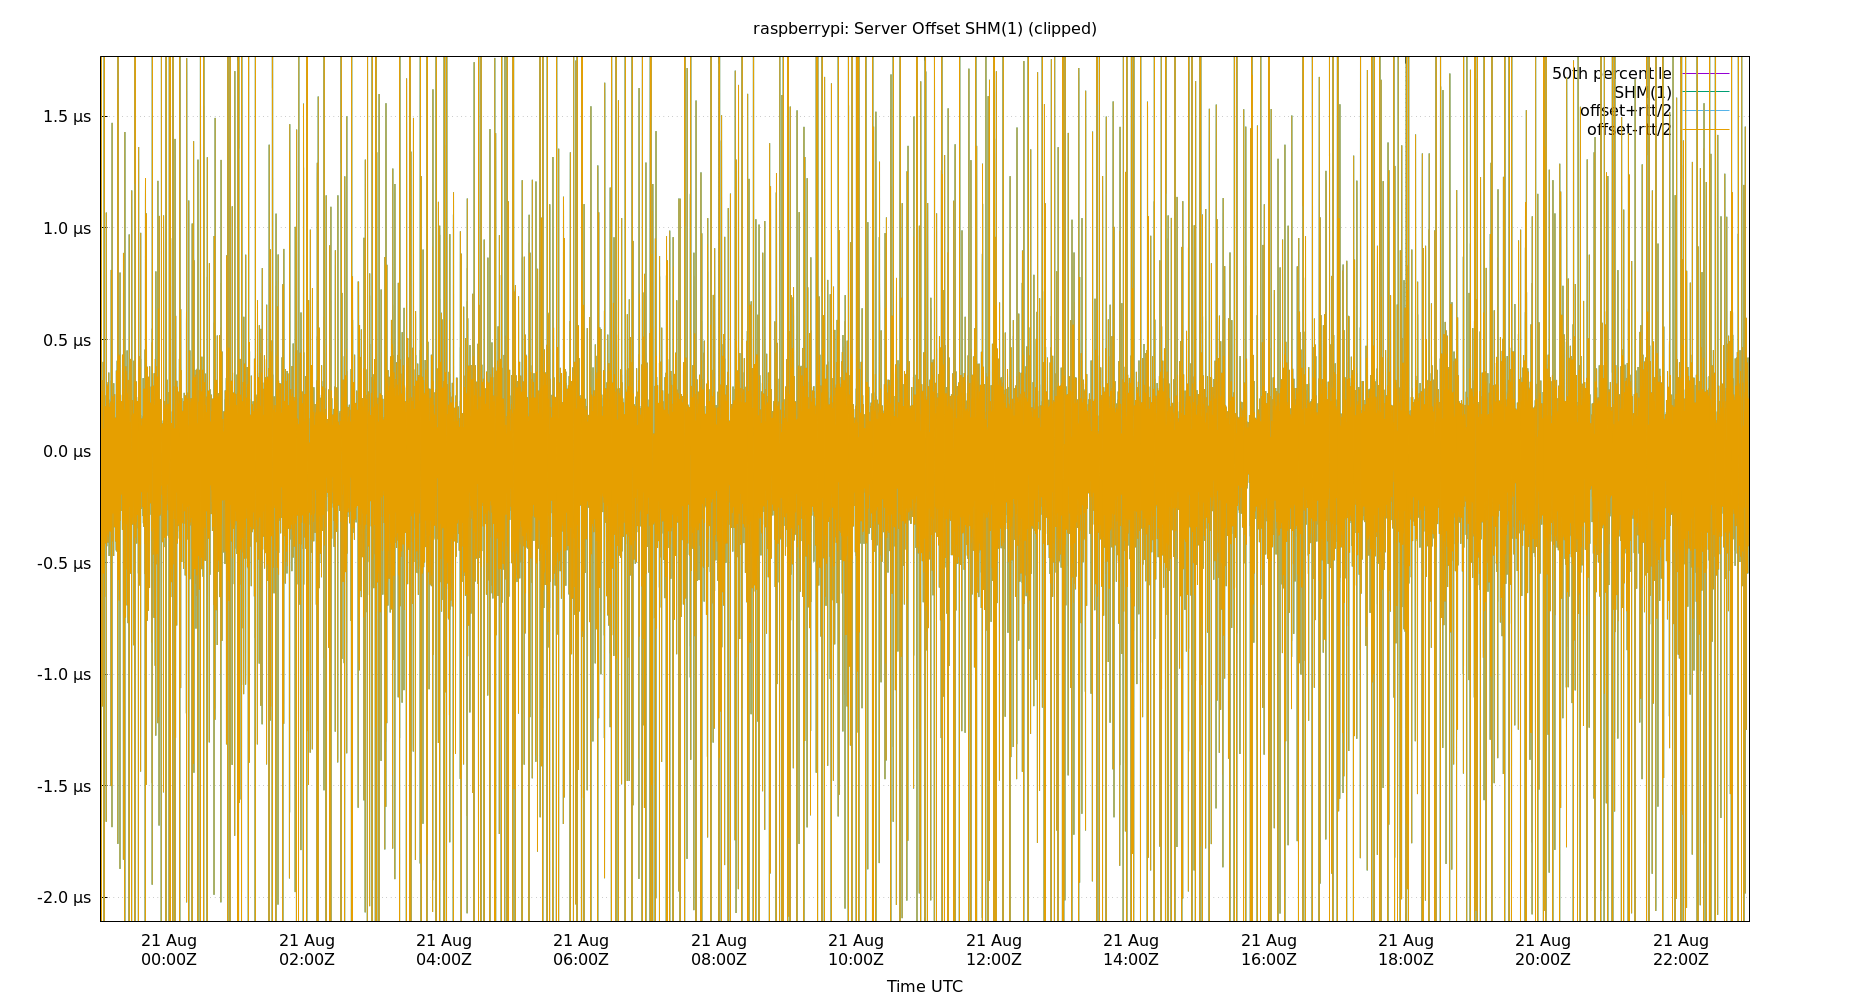 raspberrypi: Server Offset SHM(1) (clipped)
50th percentile
SHM(1)
offset+rtt/2
offset-rtt/2
1.5 µs
1.0 µs
0.5 µs
0.0 µs
-0.5 µs
-1.0 µs
-1.5 µs
-2.0 µs
21 Aug 21 Aug 21 Aug 21 Aug 21 Aug 21 Aug 21 Aug 21 Aug 21 Aug 21 Aug 21 Aug 21 Aug
00:00Z 02:00Z 04:00Z 06:00Z 08:00Z 10:00Z 12:00Z 14:00Z 16:00Z 18:00Z 20:00Z 22:00Z
Time UTC